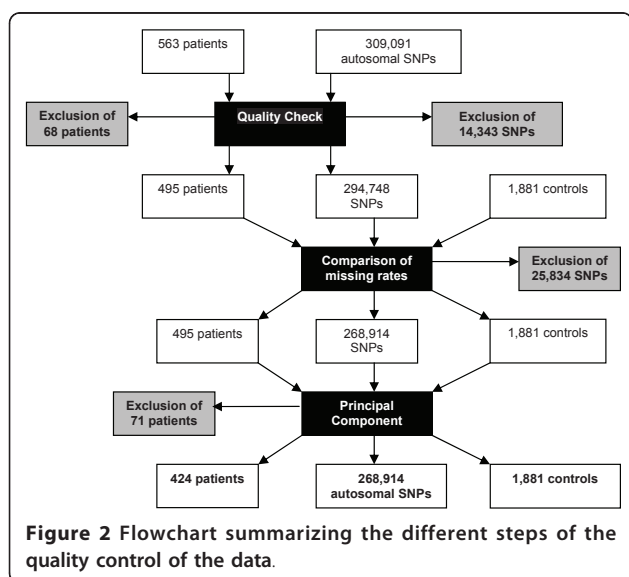 563 patients
309,091
autosomal SNPs
Exclusion of
68 patients
Quality Check
Exclusion of
14,343 SNPs
495 patients
294,748
SNPs
1,881 controls
Comparison of
missing rates
Exclusion of
25,834 SNPs
495 patients
268,914
SNPs
1,881 controls
Exclusion of
71 patients
Principal
Component
424 patients
268,914
autosomal SNPs
1,881 controls
Figure 2 Flowchart summarizing the different steps of the
quality control of the data.